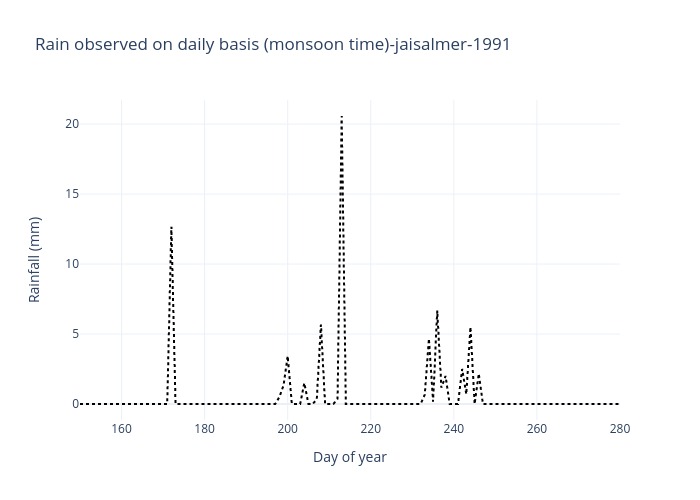 Rain observed on daily basis (monsoon time)-jaisalmer-1991
20
15
10
5
0
Rainfall (mm)
160 180 200 220 240 260 280
Day of year